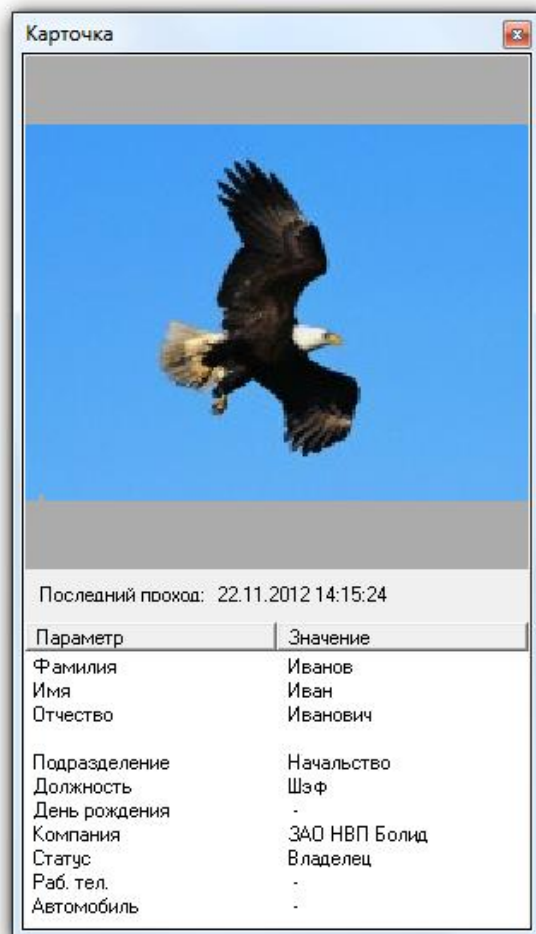 Карточка
Последний проход: 22.11.2012 14:15:24
Параметр Значение
Фамилия Иванов
Имя Иван
Отчество Иванович
Подразделение Начальство
Должность Шэф
День рождения -
Компания ЗАО НВП Болид
Статус Владелец
Раб. тел. -
Автомобиль -